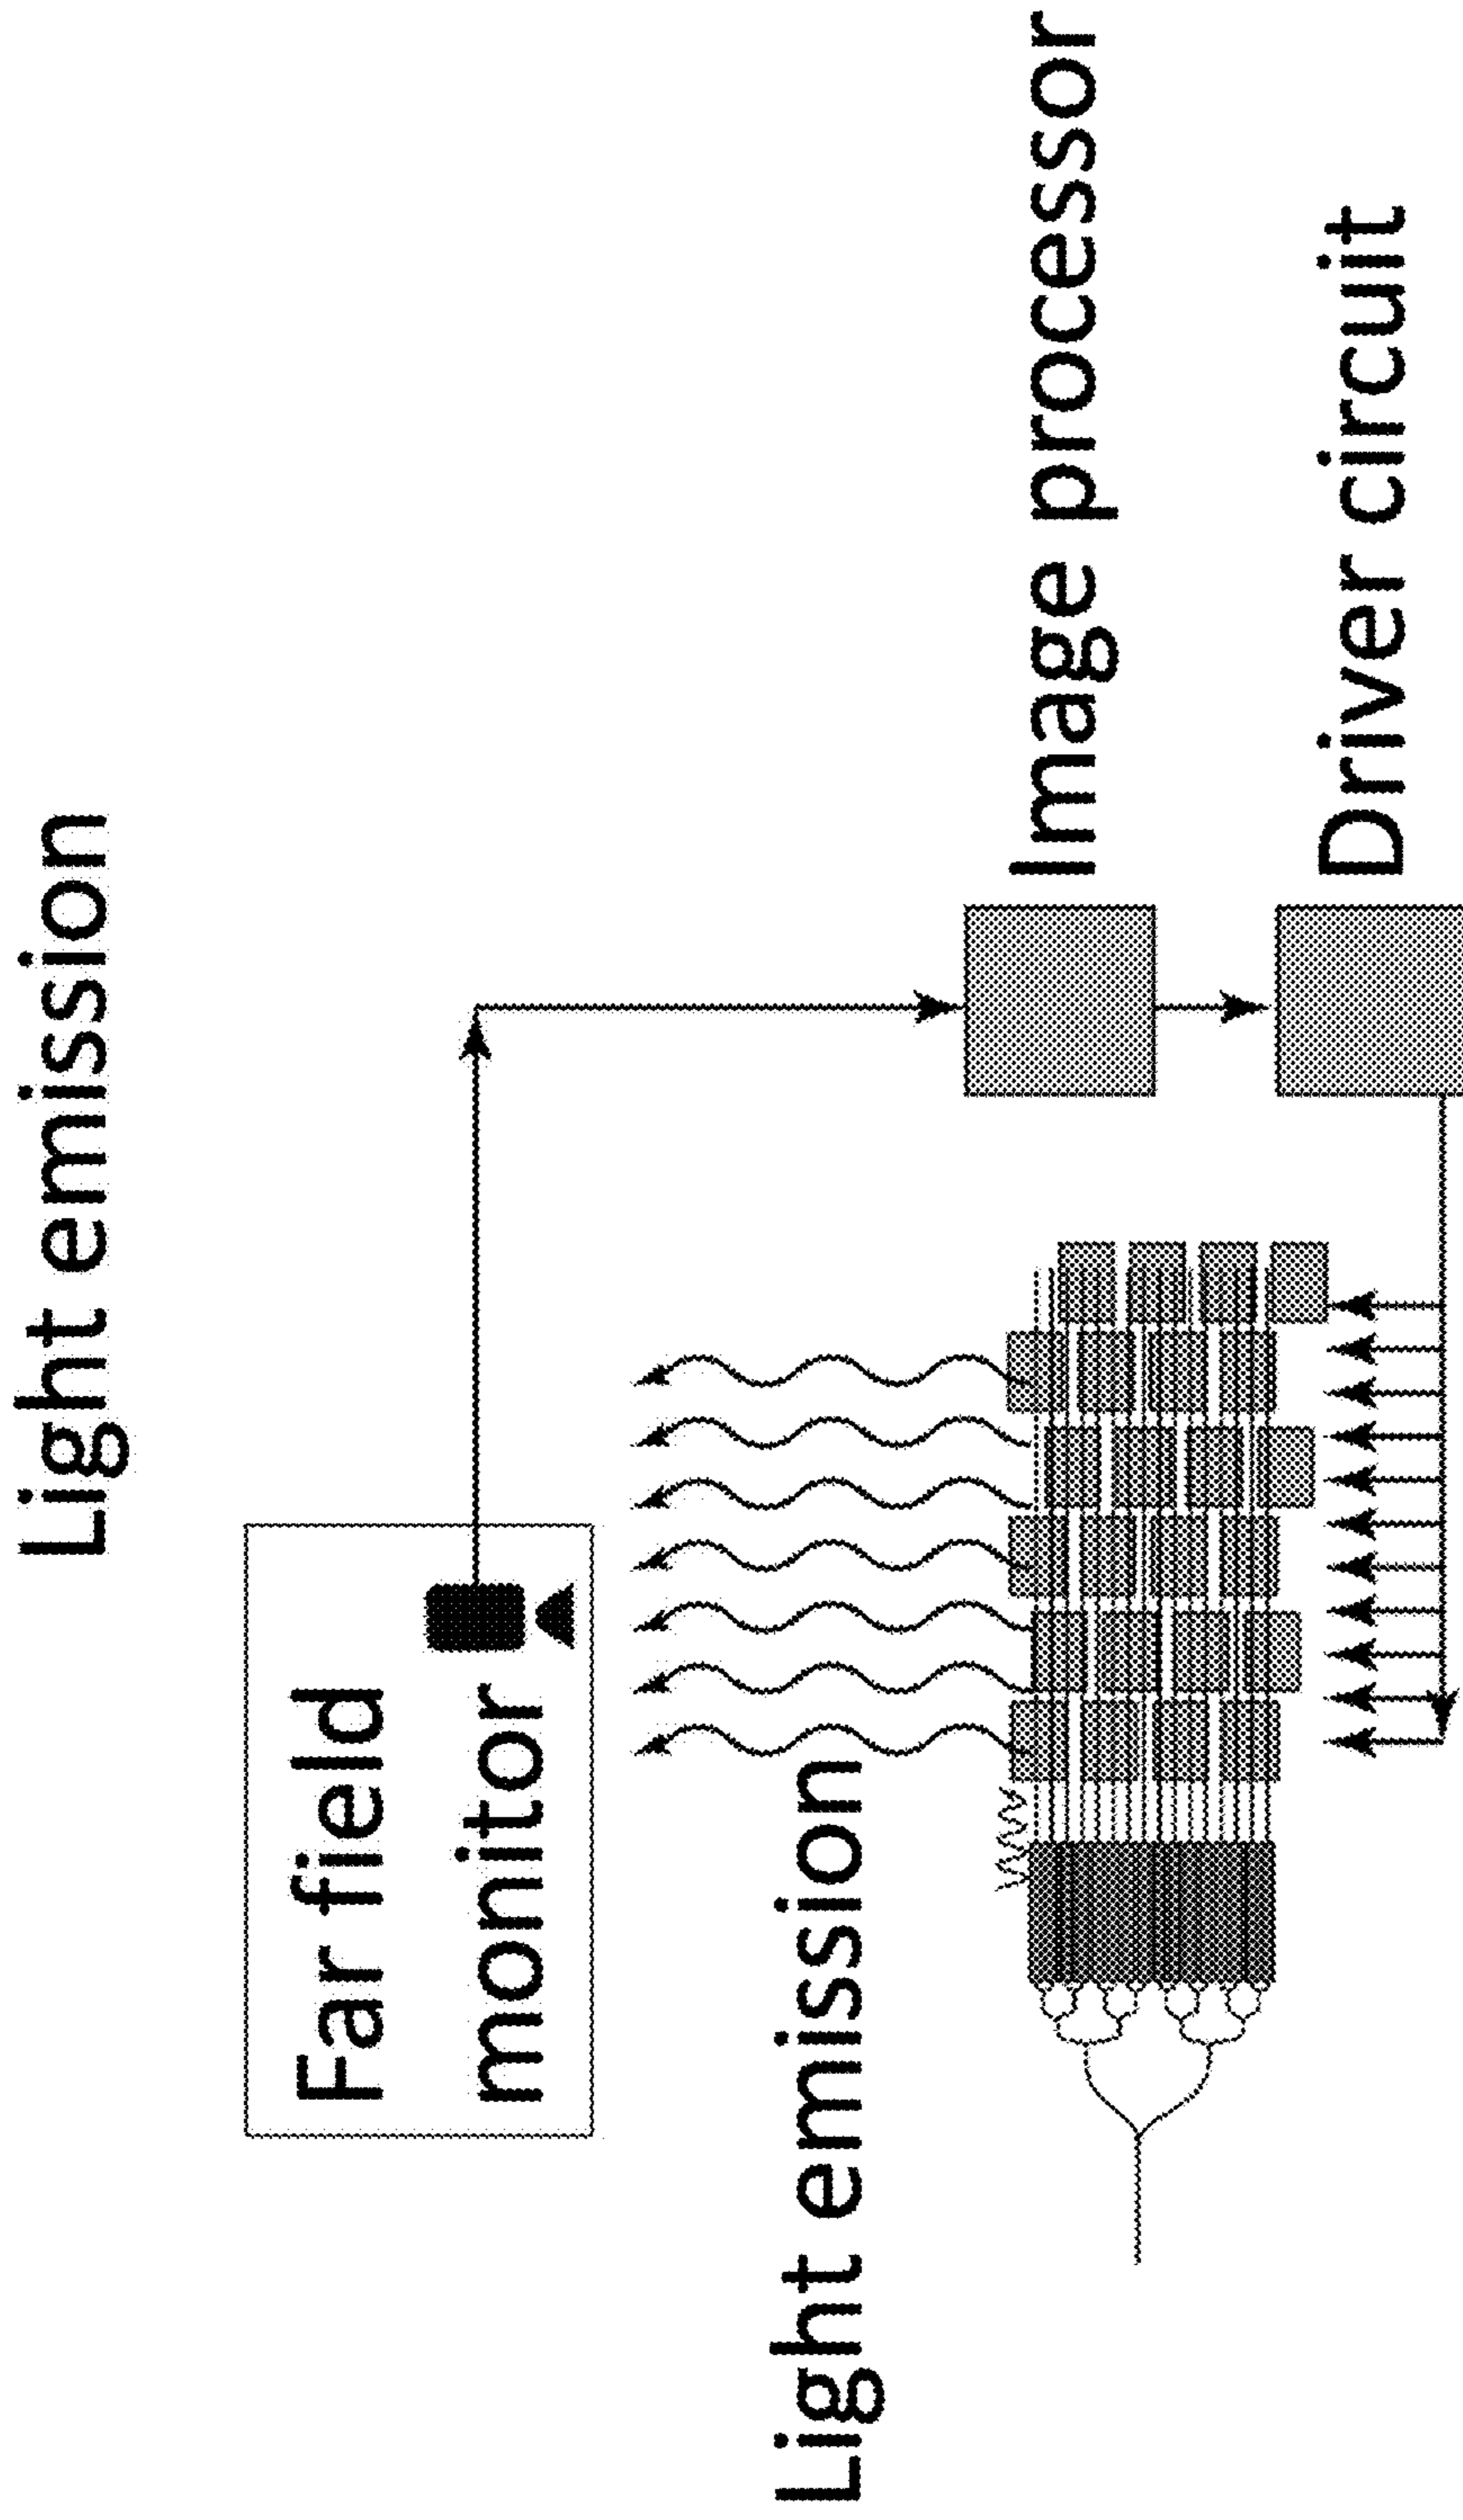 Light emission
Far field
monitor
Light emission
Image processor
Driver circuit